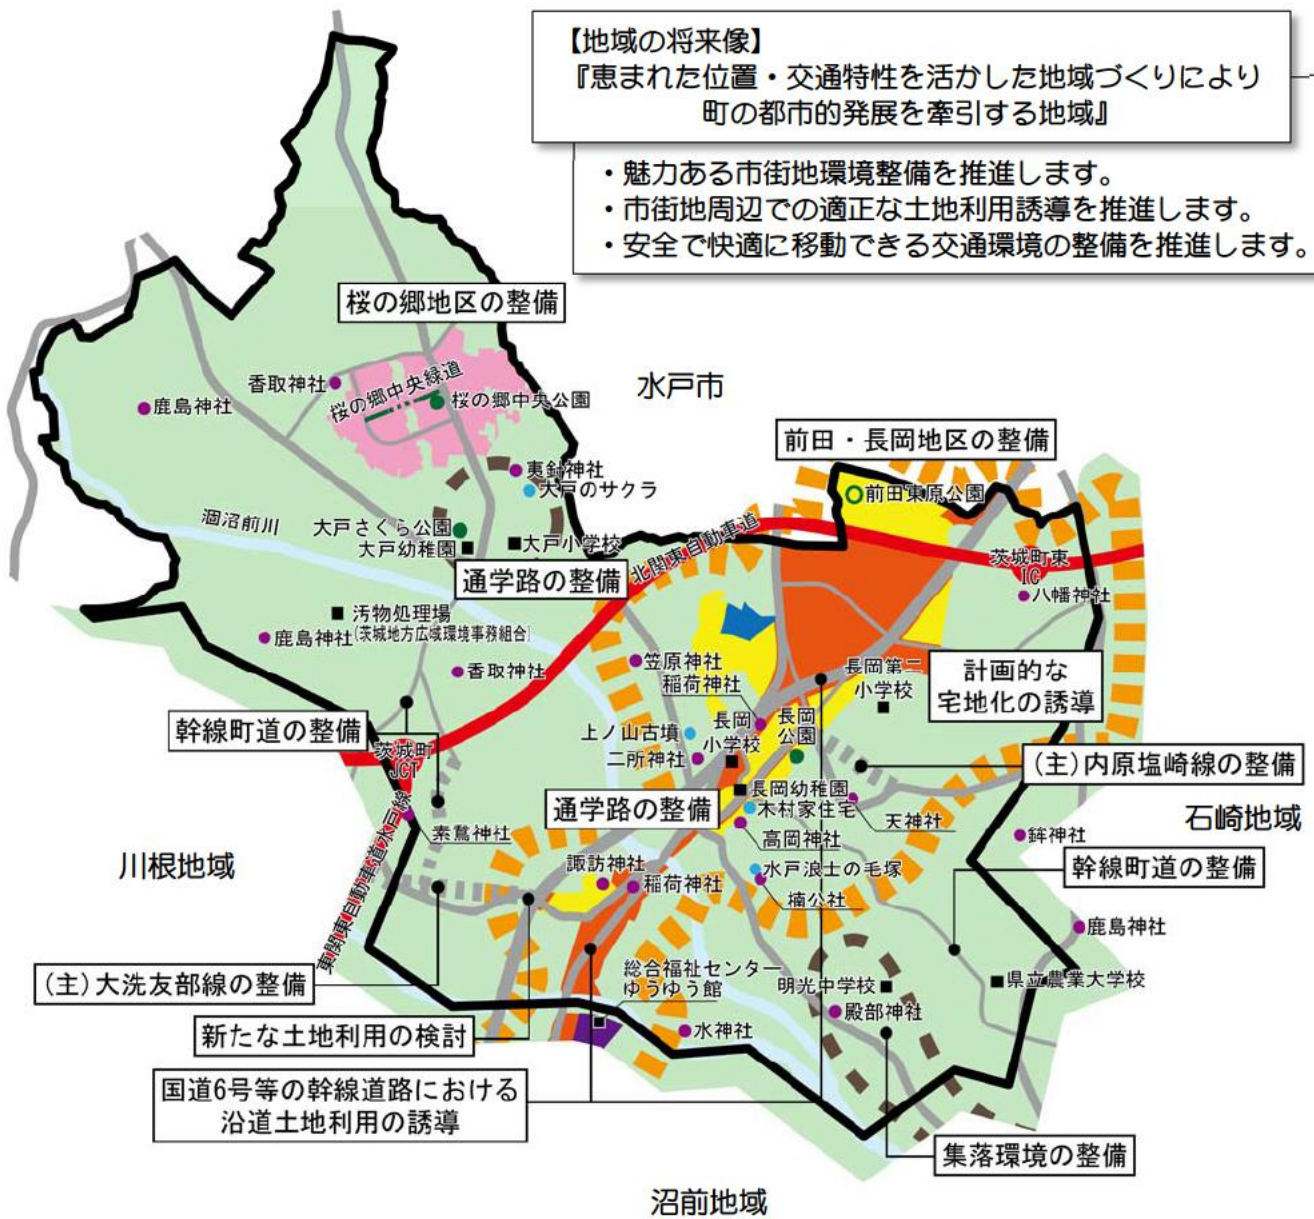 【地域の将来像】
『恵まれた位置・交通特性を活かした地域づくりにより
町の都市的発展を牽引する地域』
・魅力ある市街地環境整備を推進します。
・市街地周辺での適正な土地利用誘導を推進します。
・安全で快適に移動できる交通環境の整備を推進します。
桜の郷地区の整備
水戸市
香取神社
桜の郷中央緑道
桜の郷中央公園
鹿島神社
前田・長岡地区の整備
夷針神社
大戸のサクラ
前田東原公園
涸沼前川
大戸さくら公園
大戸幼稚園
大戸小学校
北関東自動車道
茨城町東
IC
通学路の整備
八幡神社
汚物処理場
(茨城地方広域環境事務組合)
鹿島神社
香取神社
笠原神社
稲荷神社
長岡第二
小学校
計画的な
宅地化の誘導
幹線町道の整備
茨城町
JCT
上ノ山古墳
二所神社
長岡
小学校
長岡
公園
(主)内原塩崎線の整備
通学路の整備
長岡幼稚園
木村家住宅
高岡神社
天神社
石崎地域
素鵞神社
鉾神社
川根地域
東関東自動車道水戸線
諏訪神社
稲荷神社
水戸浪士の毛塚
楠公社
幹線町道の整備
鹿島神社
(主)大洗友部線の整備
総合福祉センター
ゆうゆう館
明光中学校
県立農業大学校
殿部神社
新たな土地利用の検討
水神社
国道6号等の幹線道路における
沿道土地利用の誘導
集落環境の整備
沼前地域